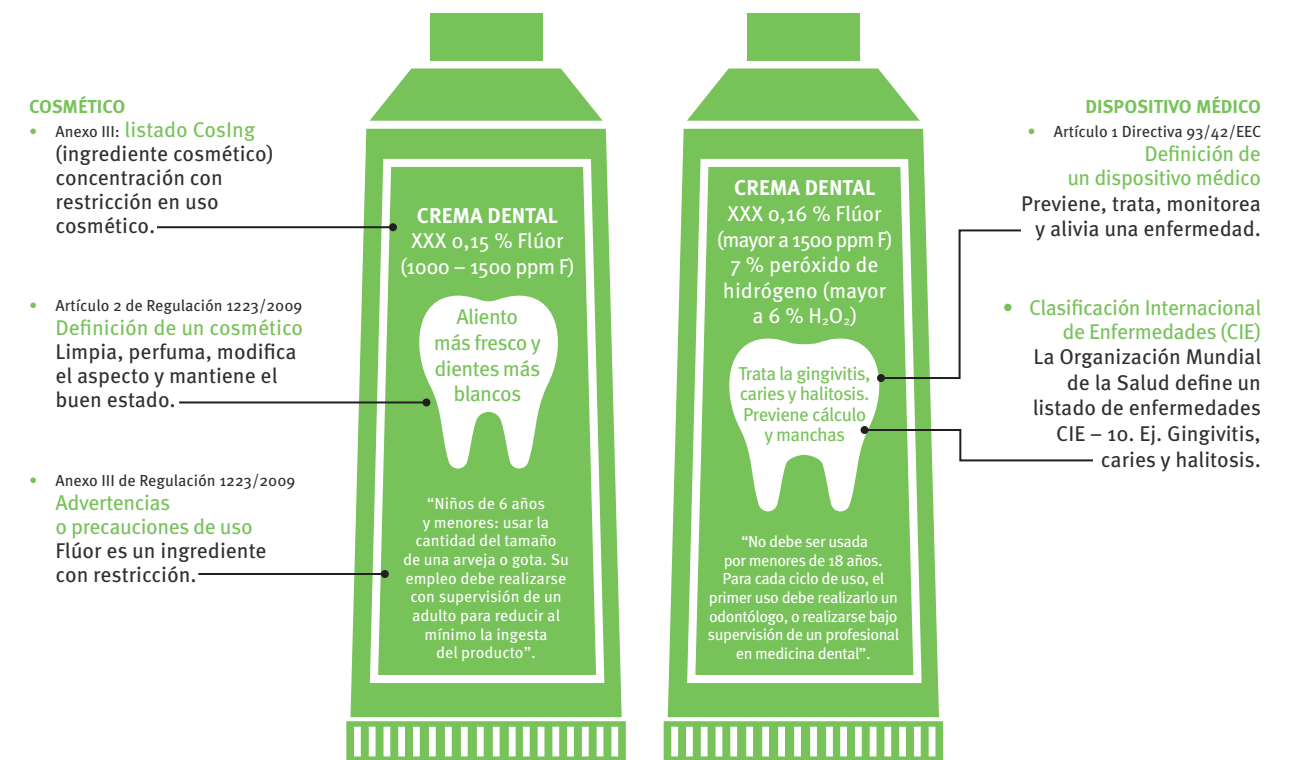 COSMÉTICO
• Anexo III: listado CosIng
(ingrediente cosmético)
concentración con
restricción en uso
cosmético.
• Artículo 2 de Regulación 1223/2009
Definición de un cosmético
Limpia, perfuma, modifica
el aspecto y mantiene el
buen estado.
• Anexo III de Regulación 1223/2009
Advertencias
o precauciones de uso
Flúor es un ingrediente
con restricción.
CREMA DENTAL
XXX 0,15 % Flúor
(1000 – 1500 ppm F)
Aliento
más fresco y
dientes más
blancos
“Niños de 6 años
y menores: usar la
cantidad del tamaño
de una arveja o gota. Su
empleo debe realizarse
con supervisión de un
adulto para reducir al
mínimo la ingesta
del producto”.
CREMA DENTAL
XXX 0,16 % Flúor
(mayor a 1500 ppm F)
7 % peróxido de
hidrógeno (mayor
a 6 % H₂O₂)
Trata la gingivitis,
caries y halitosis.
Previene cálculo
y manchas
“No debe ser usada
por menores de 18 años.
Para cada ciclo de uso, el
primer uso debe realizarlo un
odontólogo, o realizarse bajo
supervisión de un profesional
en medicina dental”.
DISPOSITIVO MÉDICO
• Artículo 1 Directiva 93/42/EEC
Definición de
un dispositivo médico
Previene, trata, monitorea
y alivia una enfermedad.
• Clasificación Internacional
de Enfermedades (CIE)
La Organización Mundial
de la Salud define un
listado de enfermedades
CIE – 10. Ej. Gingivitis,
caries y halitosis.